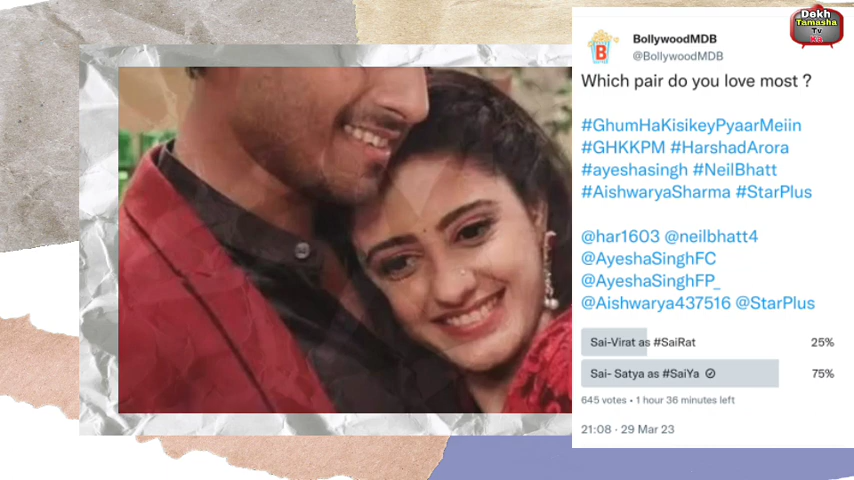 Dekh
Tamasha
Tv
Ka
BollywoodMDB
@BollywoodMDB
Which pair do you love most ?
#GhumHaKisikeyPyaarMeiin
#GHKKPM #HarshadArora
#ayeshasingh #NeilBhatt
#AishwaryaSharma #StarPlus
@har1603 @neilbhatt4
@AyeshaSinghFC
@AyeshaSinghFP_
@Aishwarya437516 @StarPlus
Sai-Virat as #SaiRat 25%
Sai- Satya as #SaiYa 75%
645 votes • 1 hour 36 minutes left
21:08 · 29 Mar 23